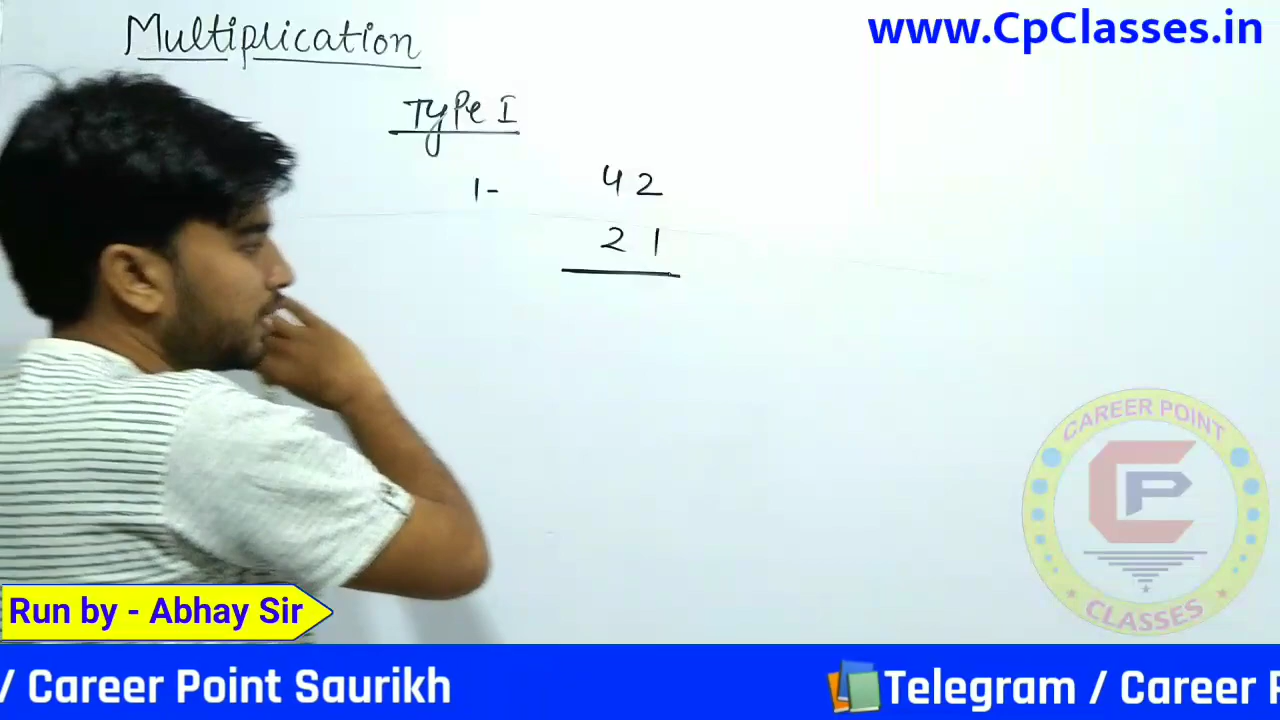 Multiplication
www.CpClasses.in
Type I
1- 42
21
CAREER POINT
CP
CLASSES
Run by - Abhay Sir
/ Career Point Saurikh
Telegram / Career P